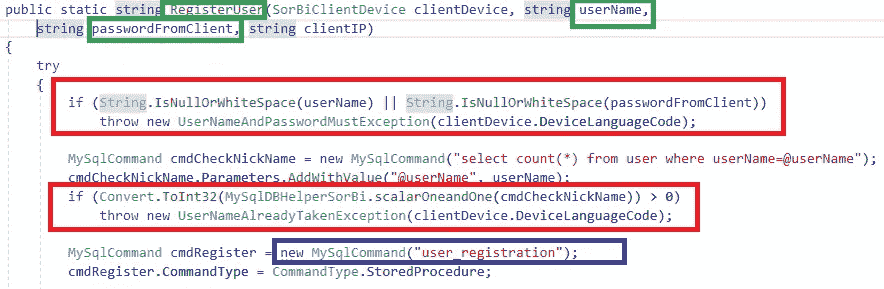 public static string RegisterUser(SorBiClientDevice clientDevice, string userName,
string passwordFromClient, string clientIP)
{
try
{
if (String.IsNullOrWhiteSpace(userName) || String.IsNullOrWhiteSpace(passwordFromClient))
throw new UserNameAndPasswordMustException(clientDevice.DeviceLanguageCode);
MySqlCommand cmdCheckNickName = new MySqlCommand("select count(*) from user where userName=@userName");
cmdCheckNickName.Parameters.AddWithValue("@userName", userName);
if (Convert.ToInt32(MySqlDBHelperSorBi.scalarOneandOne(cmdCheckNickName)) > 0)
throw new UserNameAlreadyTakenException(clientDevice.DeviceLanguageCode);
MySqlCommand cmdRegister = new MySqlCommand("user_registration");
cmdRegister.CommandType = CommandType.StoredProcedure;